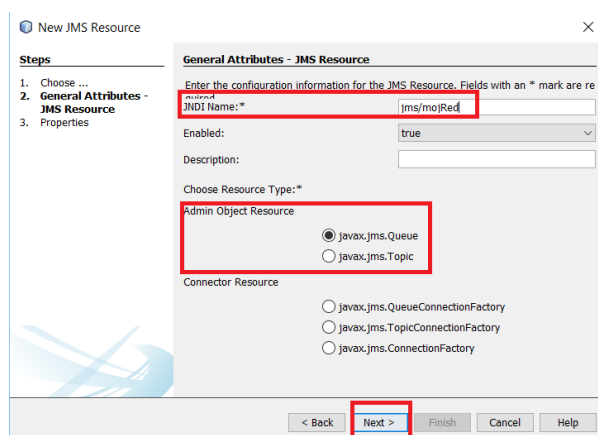 New JMS Resource
Steps
1. Choose ...
2. General Attributes -
JMS Resource
3. Properties
General Attributes - JMS Resource
Enter the configuration information for the JMS Resource. Fields with an * mark are re
quired.
JNDI Name:*
jms/mojRed
Enabled:
true
Description:
Choose Resource Type:*
Admin Object Resource
javax.jms.Queue
javax.jms.Topic
Connector Resource
javax.jms.QueueConnectionFactory
javax.jms.TopicConnectionFactory
javax.jms.ConnectionFactory
< Back
Next >
Finish
Cancel
Help